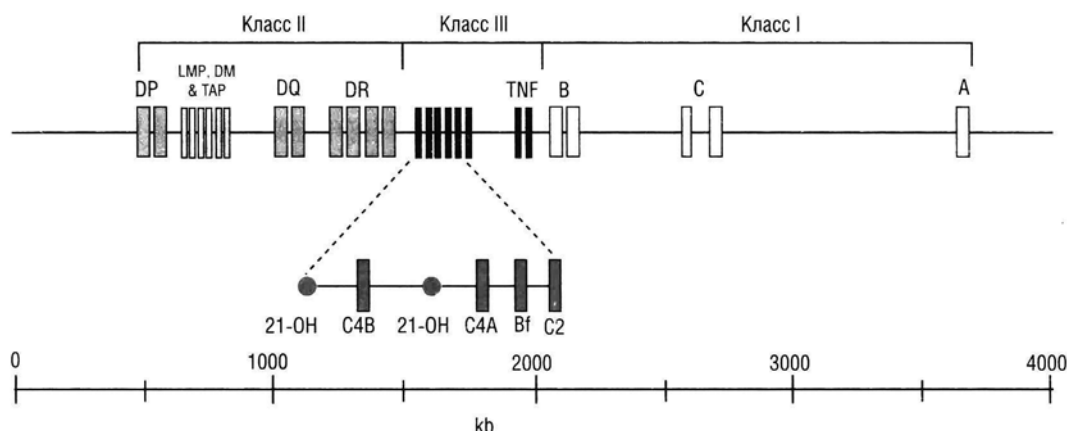 Класс II Класс III Класс I
DP LMP, DM & TAP DQ DR TNF B C A
21-OH C4B 21-OH C4A Bf C2
0 1000 2000 3000 4000
kb